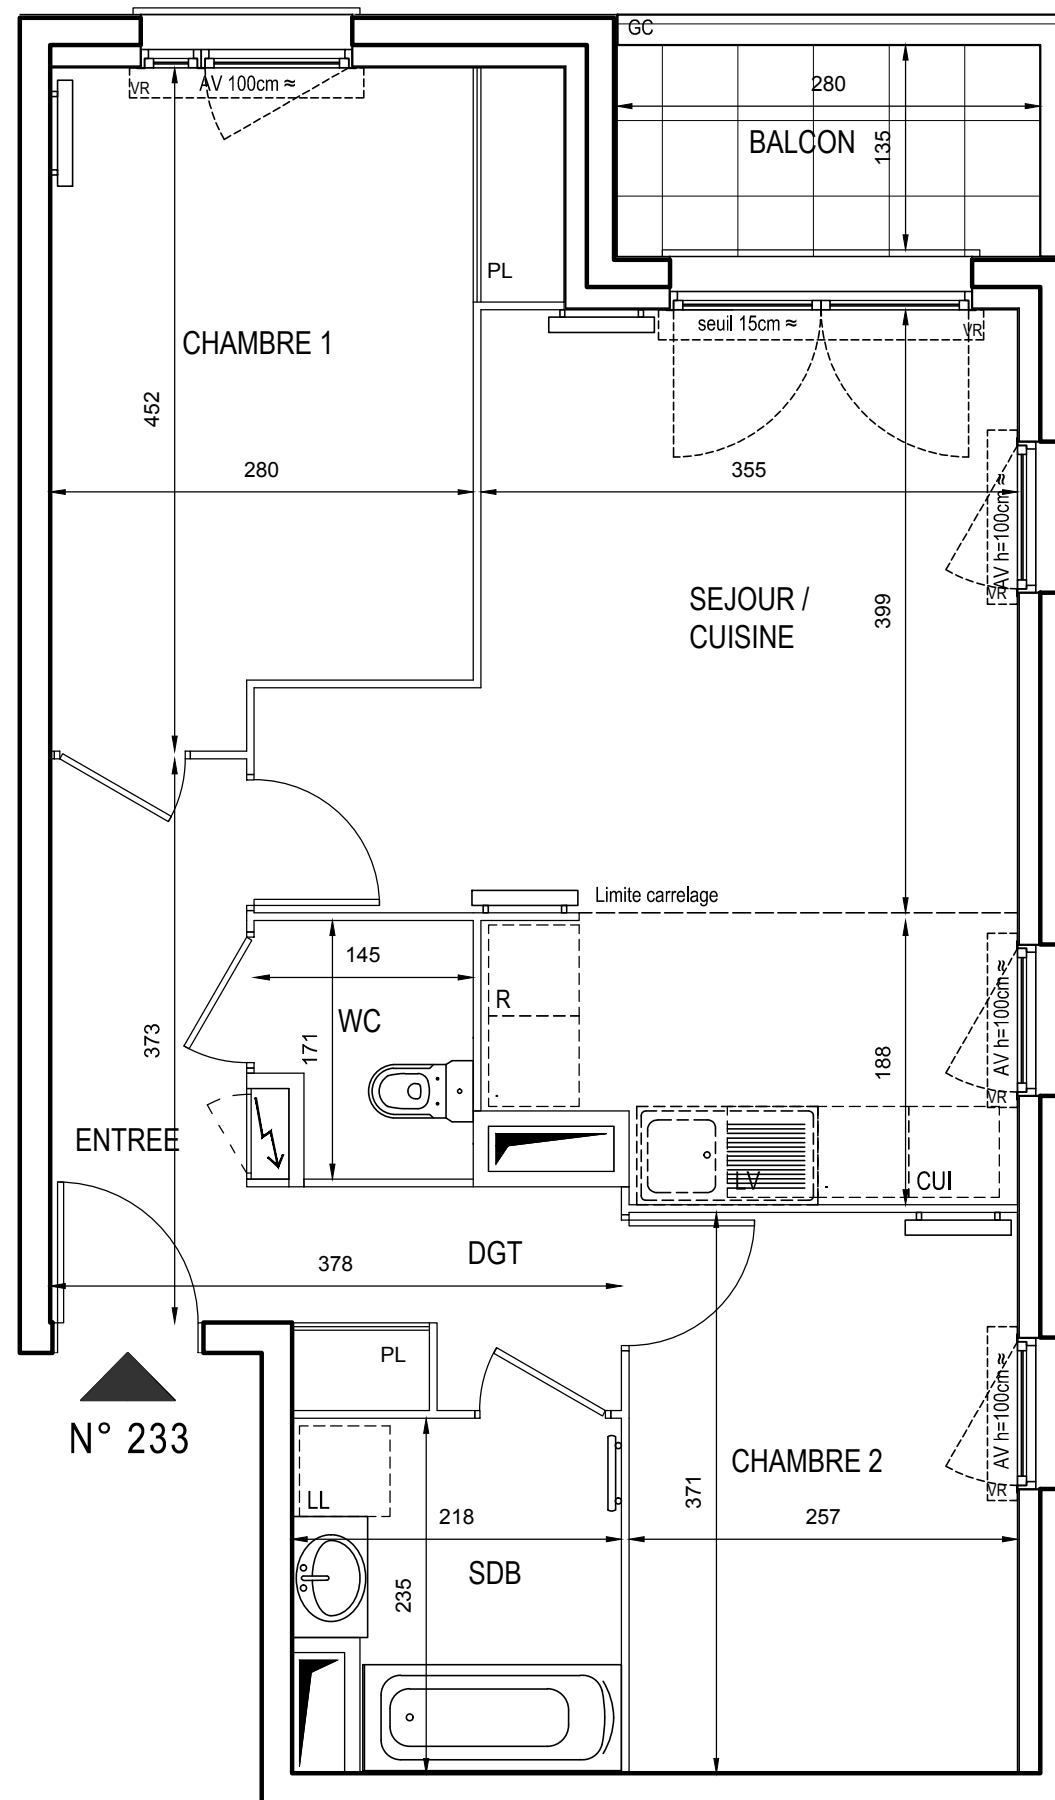 GC
VR
AV 100cm ≈
280
BALCON
135
PL
seuil 15cm ≈
VR
CHAMBRE 1
452
280
355
AV h=100cm ≈
VR
SEJOUR /
CUISINE
399
Limite carrelage
145
WC
171
R
373
188
AV h=100cm ≈
VR
ENTREE
LV
CUI
DGT
378
PL
N° 233
CHAMBRE 2
371
AV h=100cm ≈
VR
LL
218
257
SDB
235